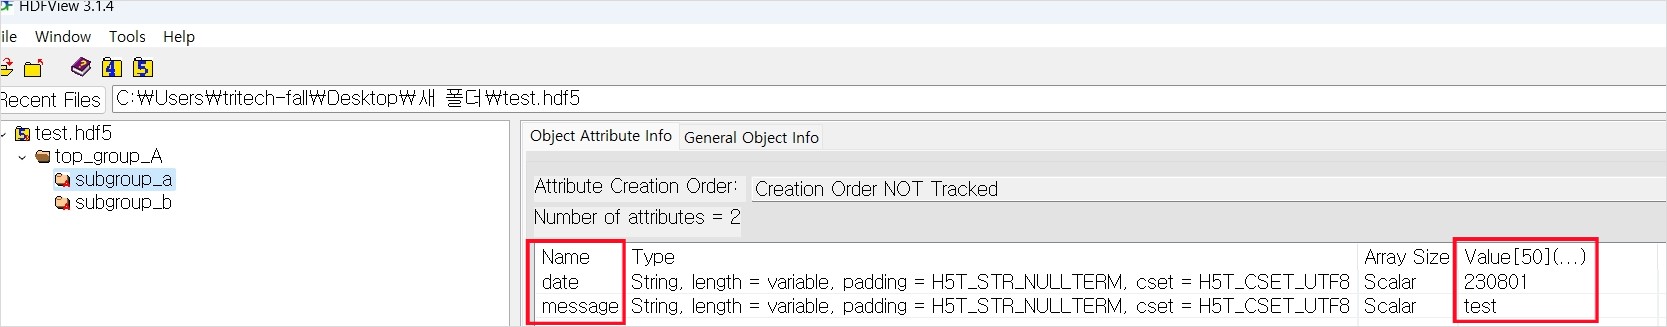 HDFView 3.1.4
ile Window Tools Help
4 5
Recent Files C:₩Users₩tritech-fall₩Desktop₩새 폴더₩test.hdf5
test.hdf5
top_group_A
subgroup_a
subgroup_b
Object Attribute Info General Object Info
Attribute Creation Order: Creation Order NOT Tracked
Number of attributes = 2
Name Type Array Size Value[50](...)
date String, length = variable, padding = H5T_STR_NULLTERM, cset = H5T_CSET_UTF8 Scalar 230801
message String, length = variable, padding = H5T_STR_NULLTERM, cset = H5T_CSET_UTF8 Scalar test